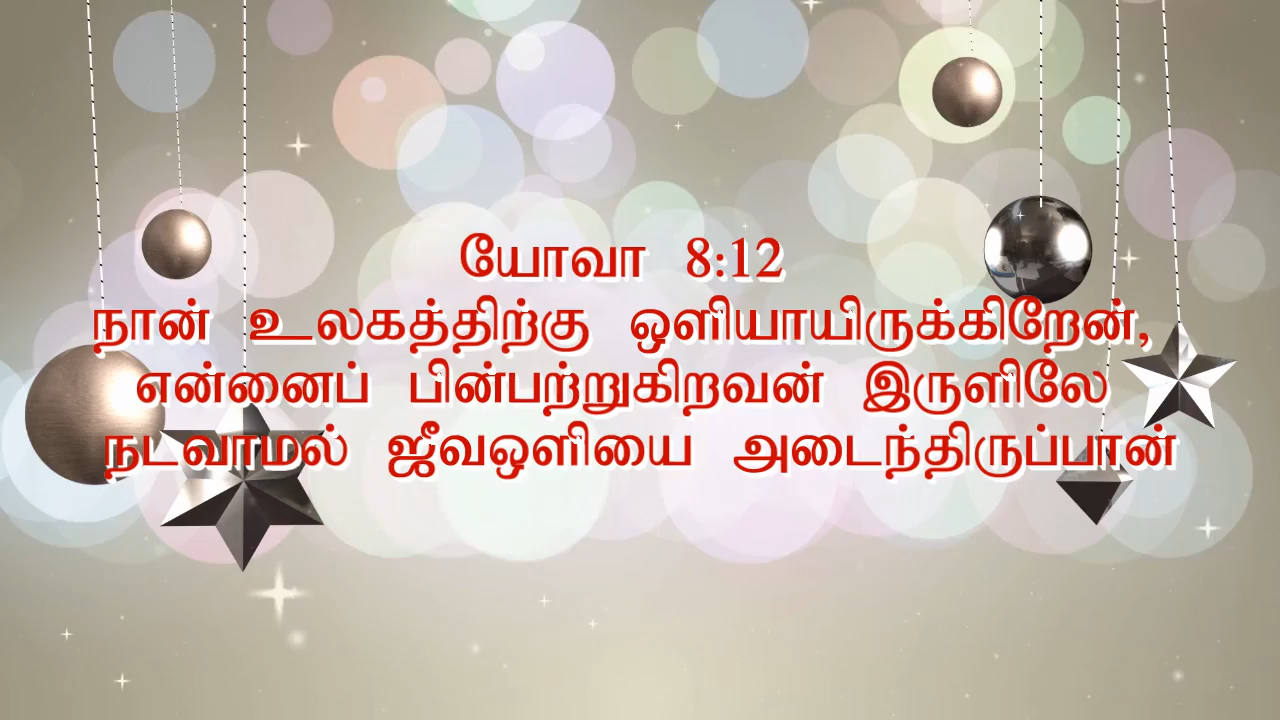 யோவா 8:12
நான் உலகத்திற்கு ஒளியாயிருக்கிறேன்,
என்னைப் பின்பற்றுகிறவன் இருளிலே
நடவாமல் ஜீவஒளியை அடைந்திருப்பான்